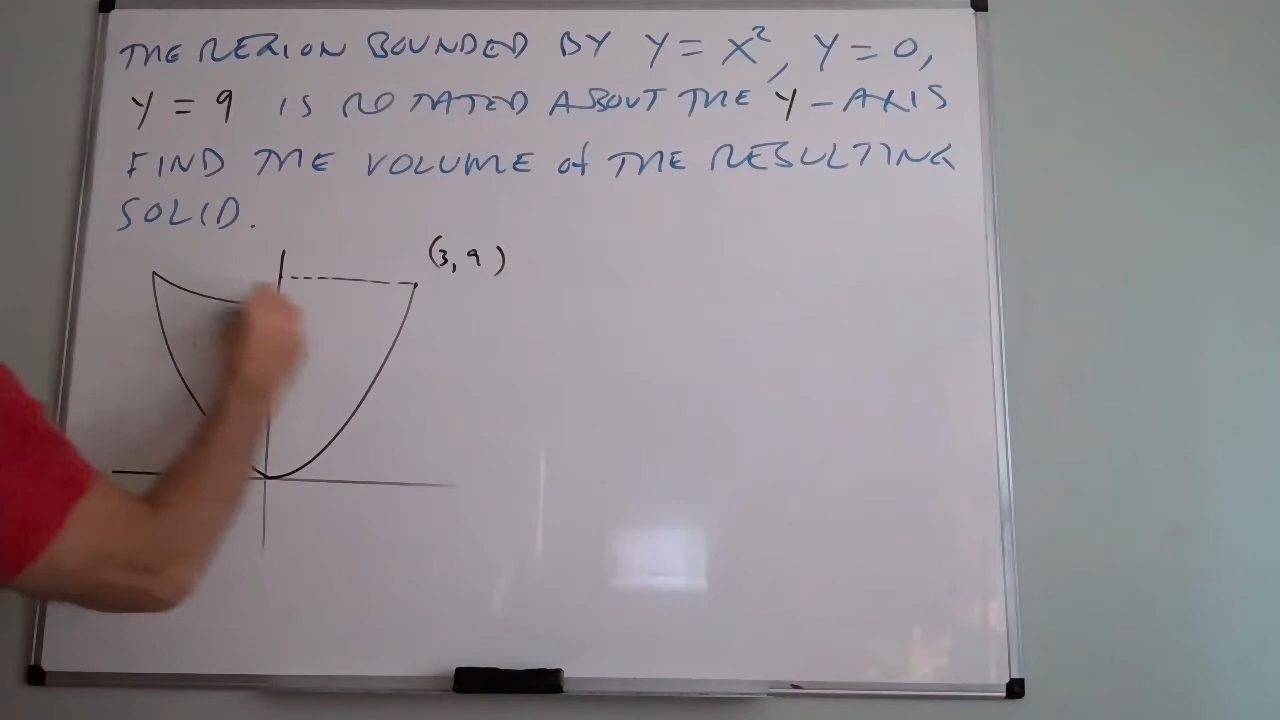 THE REGION BOUNDED BY Y = X², Y = 0,
Y = 9 IS ROTATED ABOUT THE Y-AXIS
FIND THE VOLUME of THE RESULTING
SOLID.
(3, 9)